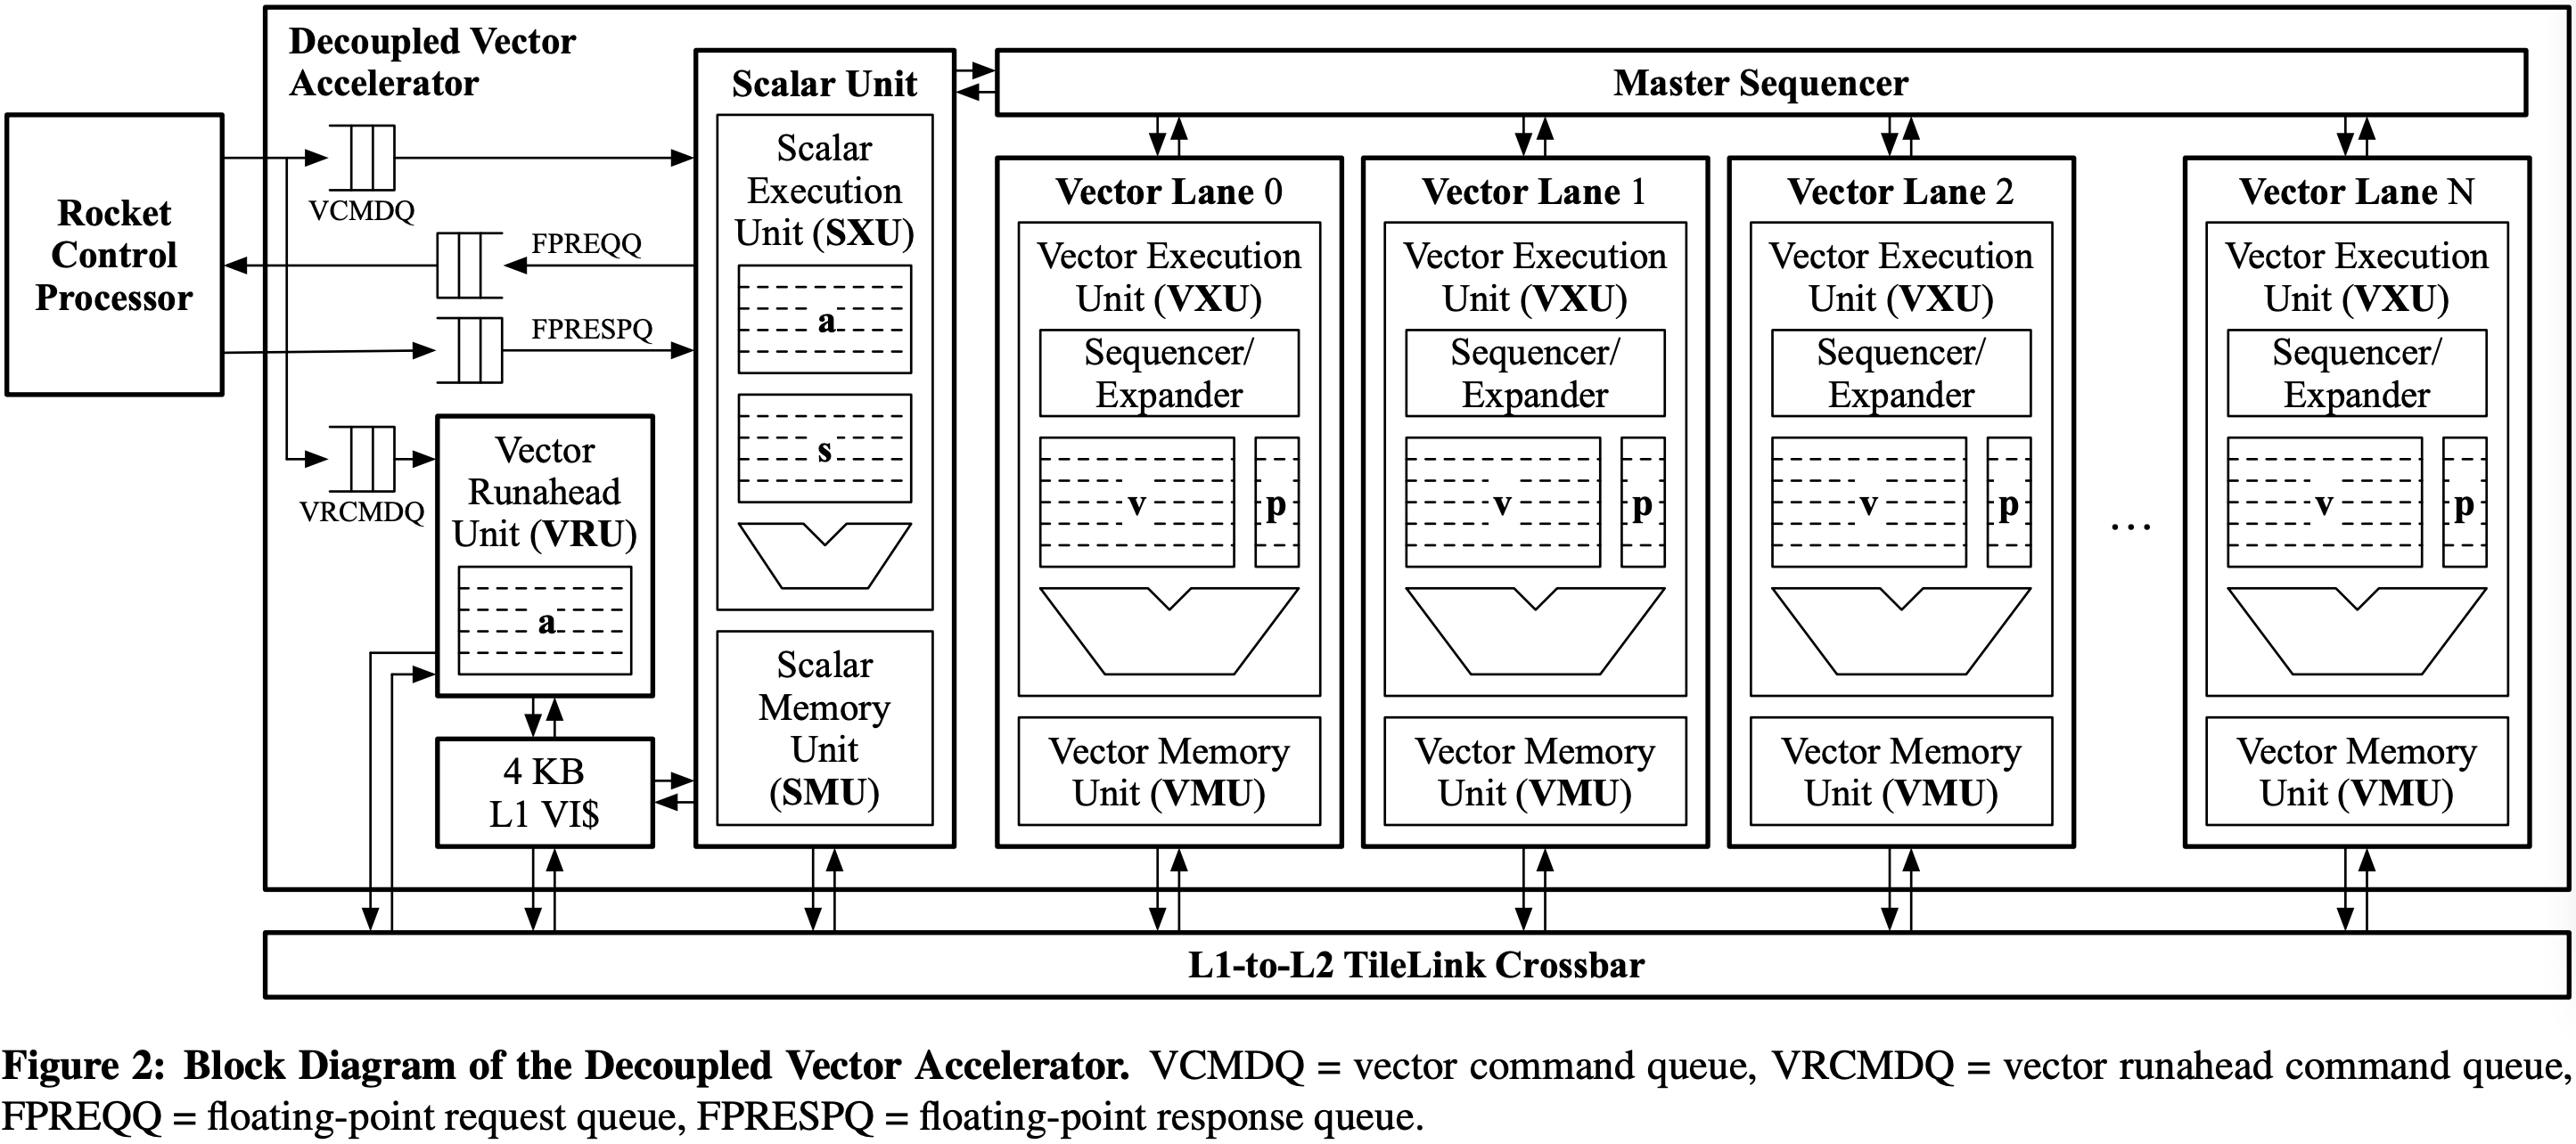 Decoupled Vector
Accelerator
Rocket
Control
Processor
VCMDQ
FPREQQ
FPRESPQ
VRCMDQ
Vector
Runahead
Unit (VRU)
a
4 KB
L1 VI$
Scalar Unit
Scalar
Execution
Unit (SXU)
a
s
Scalar
Memory
Unit
(SMU)
Master Sequencer
Vector Lane 0
Vector Execution
Unit (VXU)
Sequencer/
Expander
v
p
Vector Memory
Unit (VMU)
Vector Lane 1
Vector Execution
Unit (VXU)
Sequencer/
Expander
v
p
Vector Memory
Unit (VMU)
Vector Lane 2
Vector Execution
Unit (VXU)
Sequencer/
Expander
v
p
Vector Memory
Unit (VMU)
...
Vector Lane N
Vector Execution
Unit (VXU)
Sequencer/
Expander
v
p
Vector Memory
Unit (VMU)
L1-to-L2 TileLink Crossbar
Figure 2: Block Diagram of the Decoupled Vector Accelerator. VCMDQ = vector command queue, VRCMDQ = vector runahead command queue,
FPREQQ = floating-point request queue, FPRESPQ = floating-point response queue.